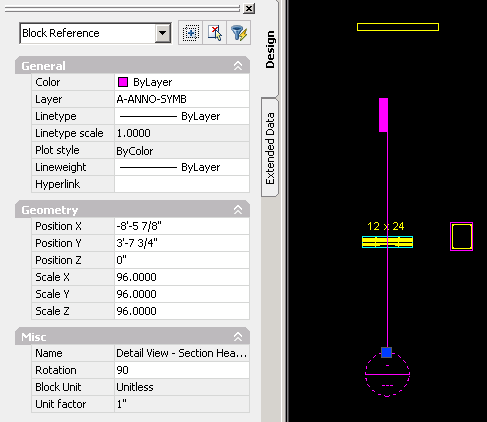 Block Reference
General
Color ByLayer
Layer A-ANNO-SYMB
Linetype ByLayer
Linetype scale 1.0000
Plot style ByColor
Lineweight ByLayer
Hyperlink
Geometry
Position X -8'-5 7/8"
Position Y 3'-7 3/4"
Position Z 0"
Scale X 96.0000
Scale Y 96.0000
Scale Z 96.0000
Misc
Name Detail View - Section Hea...
Rotation 90
Block Unit Unitless
Unit factor 1"
Design
Extended Data
12 x 24
-
---